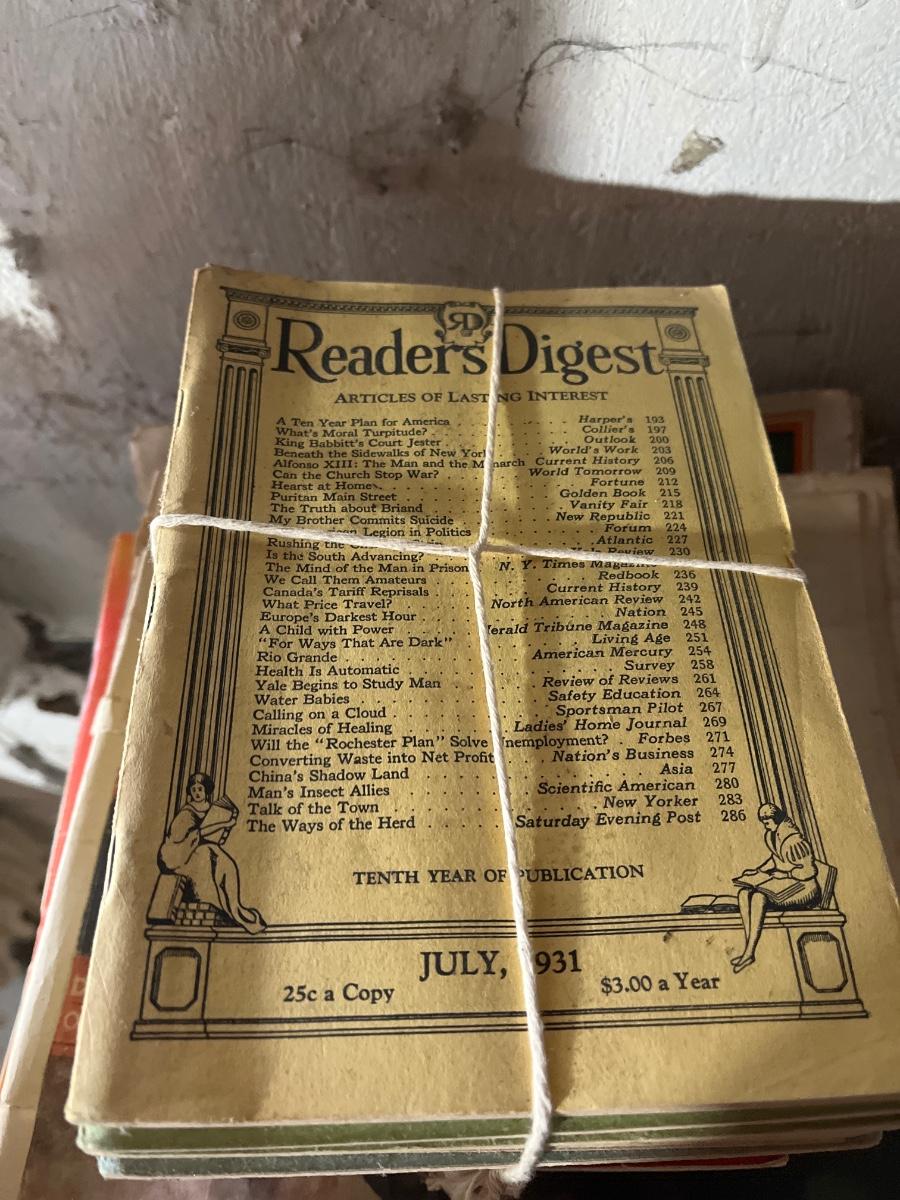 RD
Readers Digest
ARTICLES OF LASTING INTEREST
A Ten Year Plan for America . . . . Harper's 193
What's Moral Turpitude? . . . . Collier's 197
King Babbitt's Court Jester . . . . Outlook 200
Beneath the Sidewalks of New York World's Work 203
Alfonso XIII: The Man and the Monarch Current History 206
Can the Church Stop War? . . . . World Tomorrow 209
Hearst at Home . . . . Fortune 212
Puritan Main Street . . . . Golden Book 215
The Truth about Briand . . . . Vanity Fair 218
My Brother Commits Suicide . . . . New Republic 221
Legion in Politics . . . . Forum 224
Rushing the . . . . Atlantic 227
Is the South Advancing? . . . . Yale Review 230
The Mind of the Man in Prison N. Y. Times Magazine
We Call Them Amateurs . . . . Redbook 236
Canada's Tariff Reprisals . . . . Current History 239
What Price Travel? . . . . North American Review 242
Europe's Darkest Hour . . . . Nation 245
A Child with Power . . . . Herald Tribune Magazine 248
"For Ways That Are Dark" . . . . Living Age 251
Rio Grande . . . . American Mercury 254
Health Is Automatic . . . . Survey 258
Yale Begins to Study Man . . . . Review of Reviews 261
Water Babies . . . . Safety Education 264
Calling on a Cloud . . . . Sportsman Pilot 267
Miracles of Healing . . . . Ladies' Home Journal 269
Will the "Rochester Plan" Solve Unemployment? . Forbes 271
Converting Waste into Net Profit . . Nation's Business 274
China's Shadow Land . . . . Asia 277
Man's Insect Allies . . . . Scientific American 280
Talk of the Town . . . . New Yorker 283
The Ways of the Herd . . . . Saturday Evening Post 286
TENTH YEAR OF PUBLICATION
JULY, 1931
25c a Copy $3.00 a Year